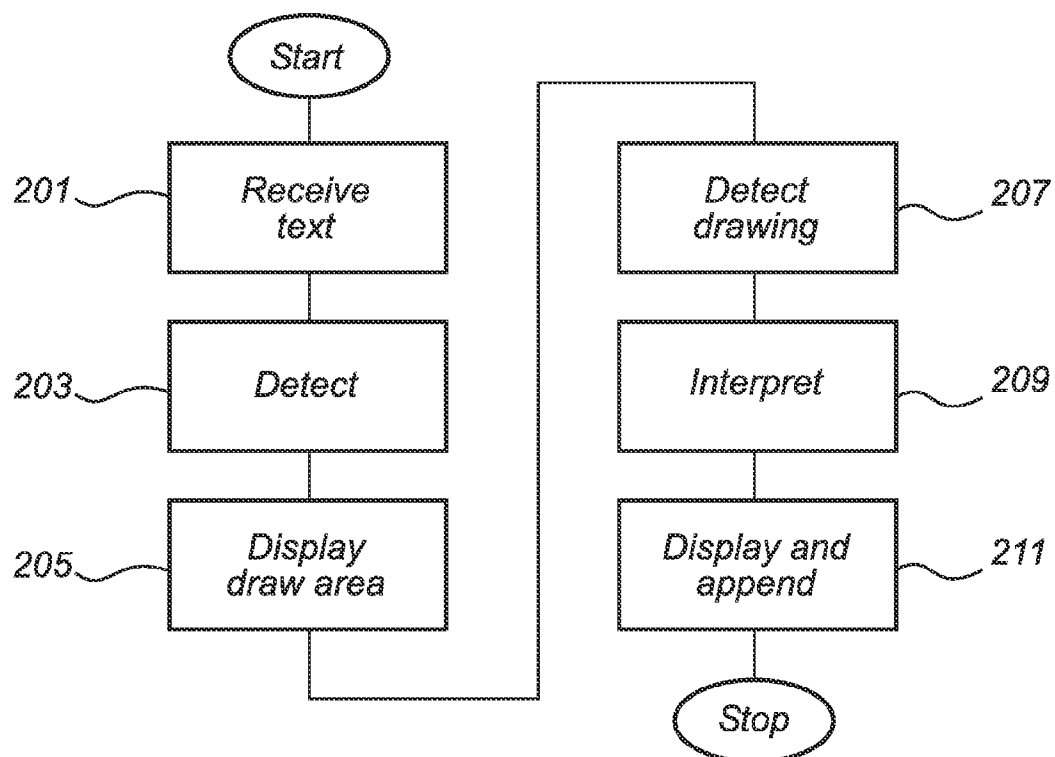 Start
201
Receive
text
203
Detect
205
Display
draw area
Detect
drawing
207
Interpret
209
Display and
append
211
Stop